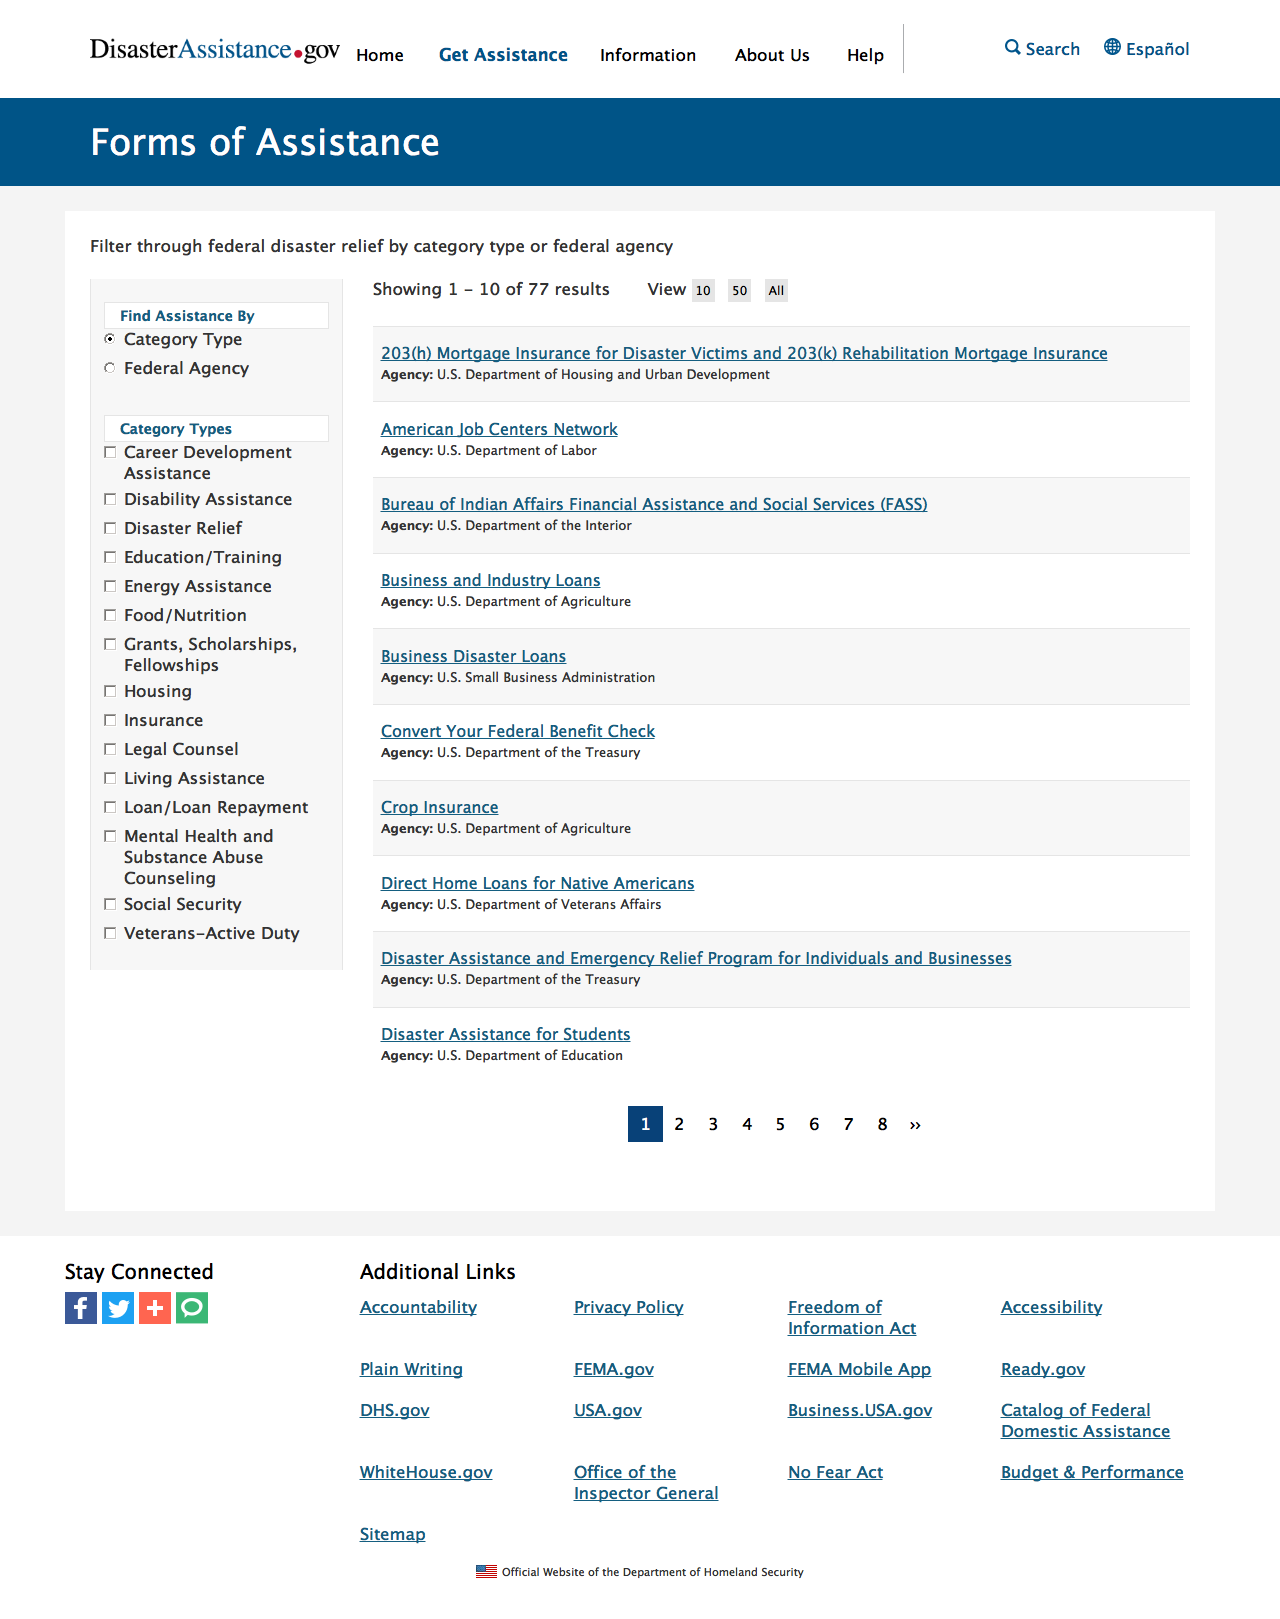 DisasterAssistance.gov
Home Get Assistance Information About Us Help
Search Español
Forms of Assistance
Filter through federal disaster relief by category type or federal agency
Find Assistance By
Category Type
Federal Agency
Category Types
Career Development
Assistance
Disability Assistance
Disaster Relief
Education/Training
Energy Assistance
Food/Nutrition
Grants, Scholarships,
Fellowships
Housing
Insurance
Legal Counsel
Living Assistance
Loan/Loan Repayment
Mental Health and
Substance Abuse
Counseling
Social Security
Veterans-Active Duty
Showing 1 - 10 of 77 results View 10 50 All
203(h) Mortgage Insurance for Disaster Victims and 203(k) Rehabilitation Mortgage Insurance
Agency: U.S. Department of Housing and Urban Development
American Job Centers Network
Agency: U.S. Department of Labor
Bureau of Indian Affairs Financial Assistance and Social Services (FASS)
Agency: U.S. Department of the Interior
Business and Industry Loans
Agency: U.S. Department of Agriculture
Business Disaster Loans
Agency: U.S. Small Business Administration
Convert Your Federal Benefit Check
Agency: U.S. Department of the Treasury
Crop Insurance
Agency: U.S. Department of Agriculture
Direct Home Loans for Native Americans
Agency: U.S. Department of Veterans Affairs
Disaster Assistance and Emergency Relief Program for Individuals and Businesses
Agency: U.S. Department of the Treasury
Disaster Assistance for Students
Agency: U.S. Department of Education
1 2 3 4 5 6 7 8 ››
Stay Connected
Additional Links
Accountability Privacy Policy Freedom of Accessibility
Information Act
Plain Writing FEMA.gov FEMA Mobile App Ready.gov
DHS.gov USA.gov Business.USA.gov Catalog of Federal
Domestic Assistance
WhiteHouse.gov Office of the No Fear Act Budget & Performance
Inspector General
Sitemap
Official Website of the Department of Homeland Security